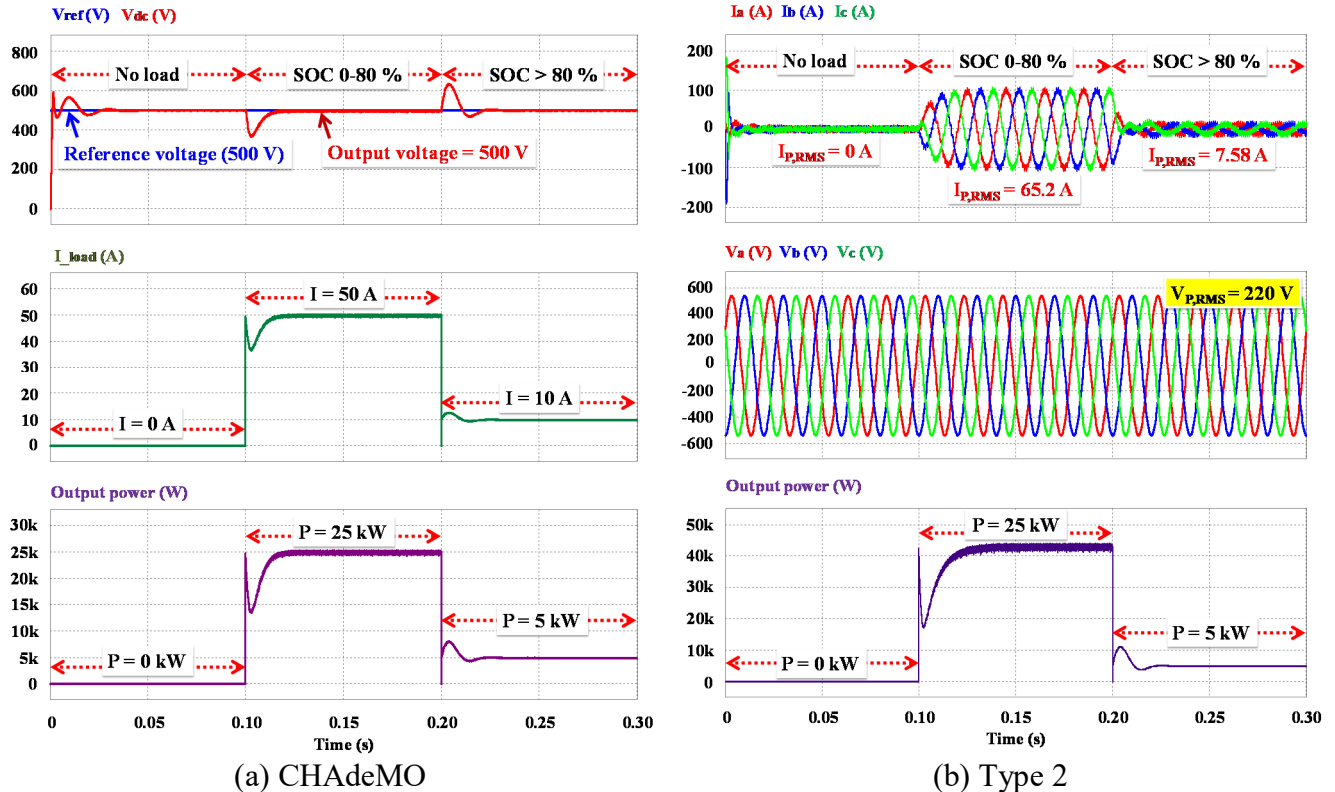 Vref (V) Vdc (V)
800
600
400
200
0
No load
SOC 0-80 %
SOC > 80 %
Reference voltage (500 V)
Output voltage = 500 V
I_load (A)
60
50
40
30
20
10
0
I = 0 A
I = 50 A
I = 10 A
Output power (W)
30k
25k
20k
15k
10k
5k
0
P = 0 kW
P = 25 kW
P = 5 kW
0 0.05 0.10 0.15 0.20 0.30
Time (s)
(a) CHAdeMO
Ia (A) Ib (A) Ic (A)
200
100
0
-100
-200
No load
SOC 0-80 %
SOC > 80 %
IP,RMS = 0 A
IP,RMS = 65.2 A
IP,RMS = 7.58 A
Va (V) Vb (V) Vc (V)
600
400
200
0
-200
-400
-600
VP,RMS = 220 V
Output power (W)
50k
40k
30k
20k
10k
0
P = 0 kW
P = 25 kW
P = 5 kW
0 0.05 0.10 0.15 0.20 0.30
Time (s)
(b) Type 2